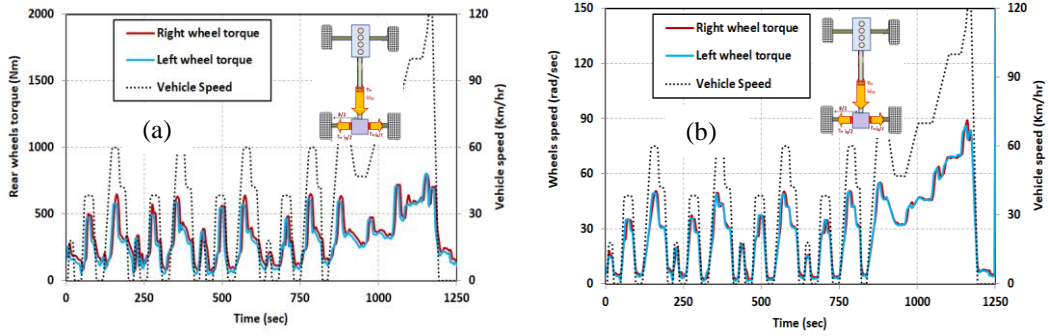 2000
1500
1000
500
0
Rear wheels torque (Nm)
Right wheel torque
Left wheel torque
Vehicle Speed
(a)
120
90
60
30
0
Vehicle speed (Km/hr)
0 250 500 750 1000 1250
Time (sec)
150
120
90
60
30
0
Wheels speed (rad/sec)
Right wheel torque
Left wheel torque
Vehicle Speed
(b)
120
90
60
30
0
Vehicle speed (Km/hr)
0 250 500 750 1000 1250
Time (sec)